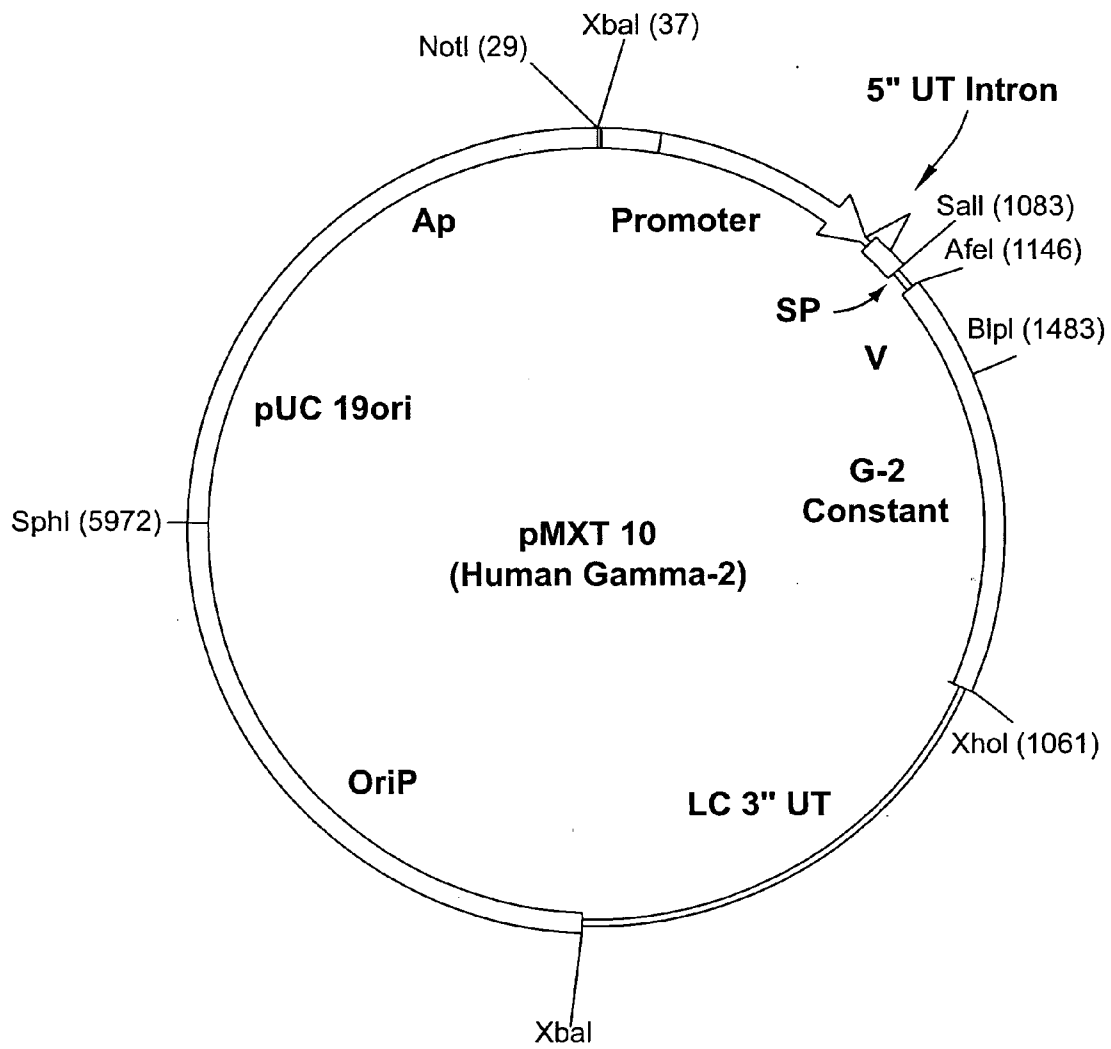 XbaI (37)
NotI (29)
5" UT Intron
Ap
Promoter
SalI (1083)
AfeI (1146)
SP
BlpI (1483)
V
pUC 19ori
G-2
Constant
SphI (5972)
pMXT 10
(Human Gamma-2)
XhoI (1061)
OriP
LC 3" UT
XbaI